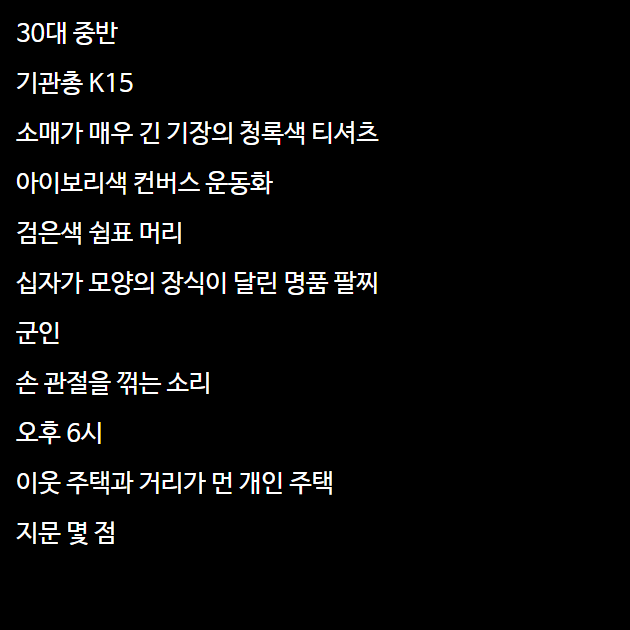 30대 중반
기관총 K15
소매가 매우 긴 기장의 청록색 티셔츠
아이보리색 컨버스 운동화
검은색 쉼표 머리
십자가 모양의 장식이 달린 명품 팔찌
군인
손 관절을 꺾는 소리
오후 6시
이웃 주택과 거리가 먼 개인 주택
지문 몇 점